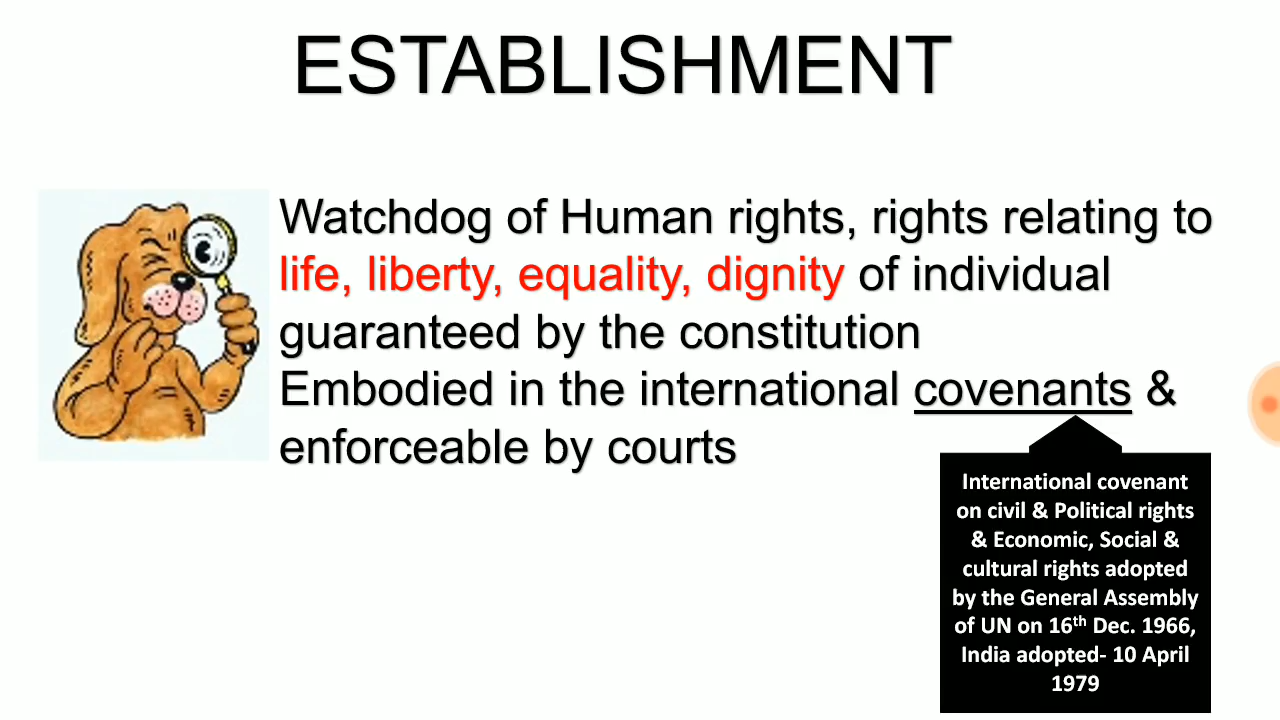 ESTABLISHMENT
Watchdog of Human rights, rights relating to
life, liberty, equality, dignity of individual
guaranteed by the constitution
Embodied in the international covenants &
enforceable by courts
International covenant
on civil & Political rights
& Economic, Social &
cultural rights adopted
by the General Assembly
of UN on 16th Dec. 1966,
India adopted- 10 April
1979